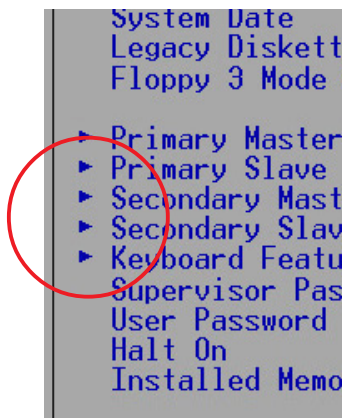 System Date
Legacy Diskett
Floppy 3 Mode
Primary Master
Primary Slave
Secondary Mast
Secondary Slav
Keyboard Featu
Supervisor Pas
User Password
Halt On
Installed Memo